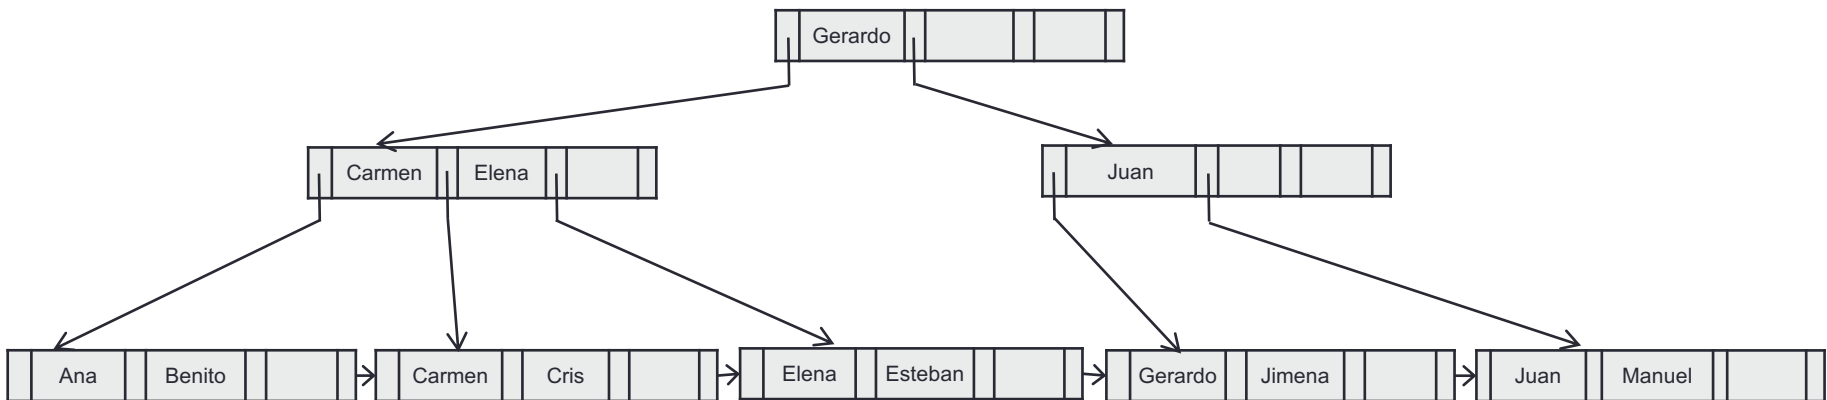 Gerardo
Carmen Elena
Juan
Ana Benito
Carmen Cris
Elena Esteban
Gerardo Jimena
Juan Manuel